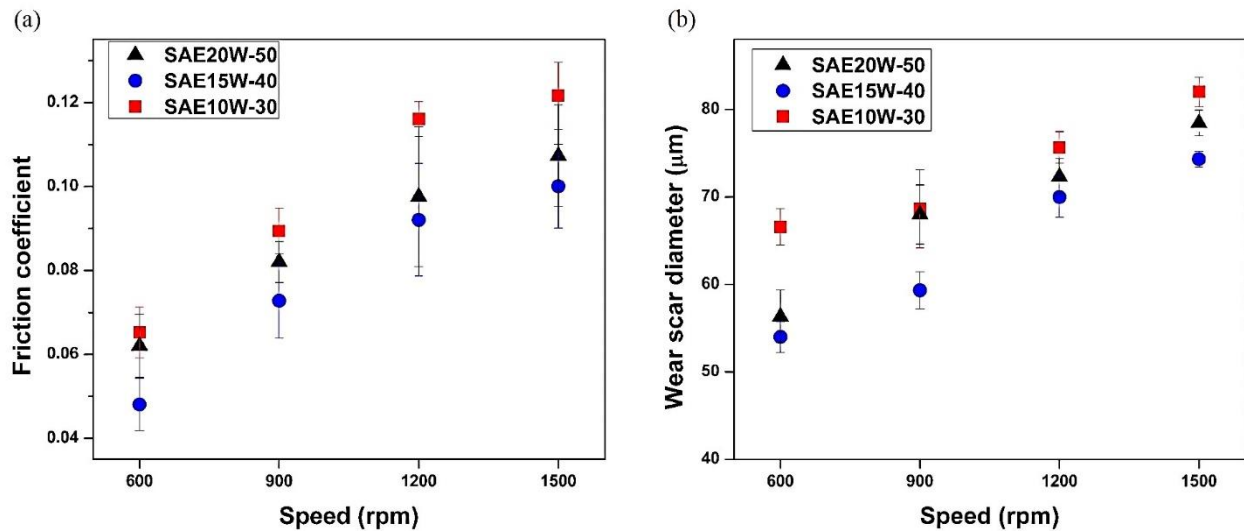 (a)
SAE20W-50
SAE15W-40
SAE10W-30
0.12
0.10
0.08
0.06
0.04
Friction coefficient
600 900 1200 1500
Speed (rpm)
(b)
SAE20W-50
SAE15W-40
SAE10W-30
80
70
60
50
40
Wear scar diameter (μm)
600 900 1200 1500
Speed (rpm)